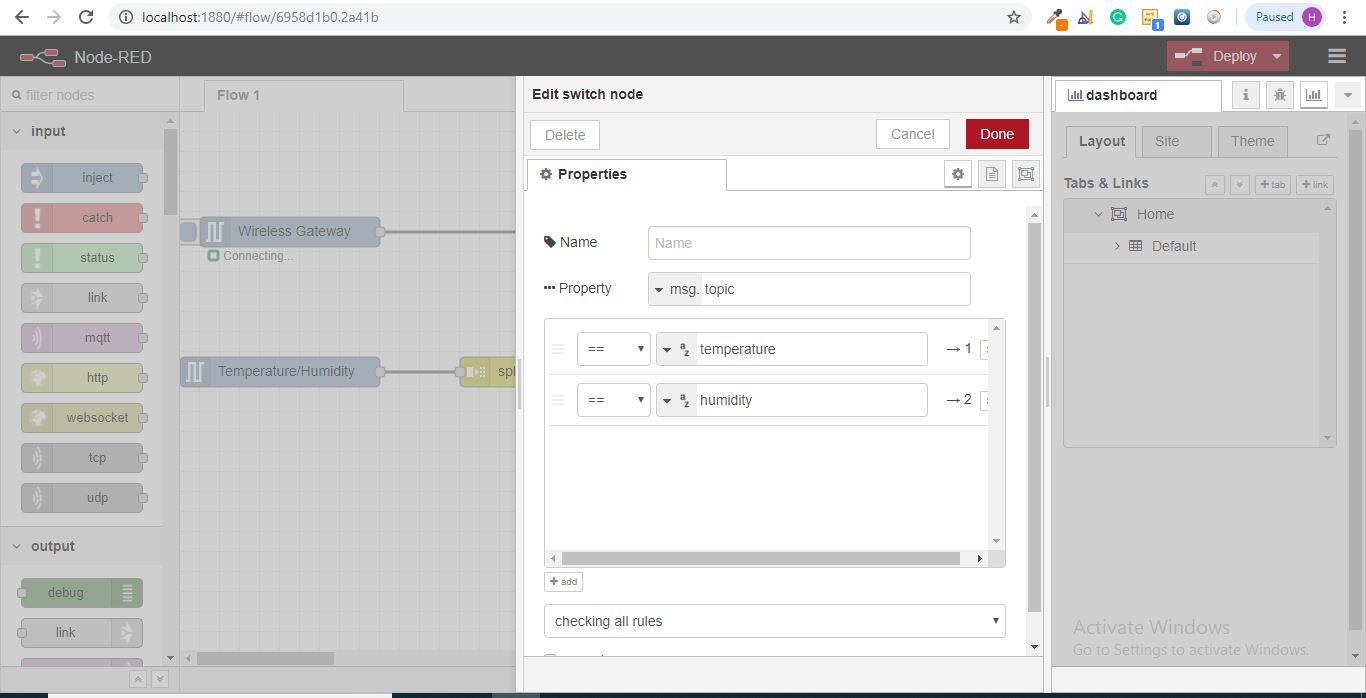 localhost:1880/#flow/6958d1b0.2a41b
1
Paused H
Node-RED
Deploy
filter nodes
Flow 1
Edit switch node
dashboard
i
input
Delete
Cancel
Done
Layout
Site
Theme
inject
Properties
Tabs & Links
+ tab
+ link
catch
Wireless Gateway
Name
Name
Home
status
Connecting...
Default
link
Property
msg. topic
mqtt
==
az temperature
→ 1
http
Temperature/Humidity
spl
websocket
==
az humidity
→ 2
tcp
udp
output
debug
+ add
link
checking all rules
Activate Windows
Go to Settings to activate Windows.